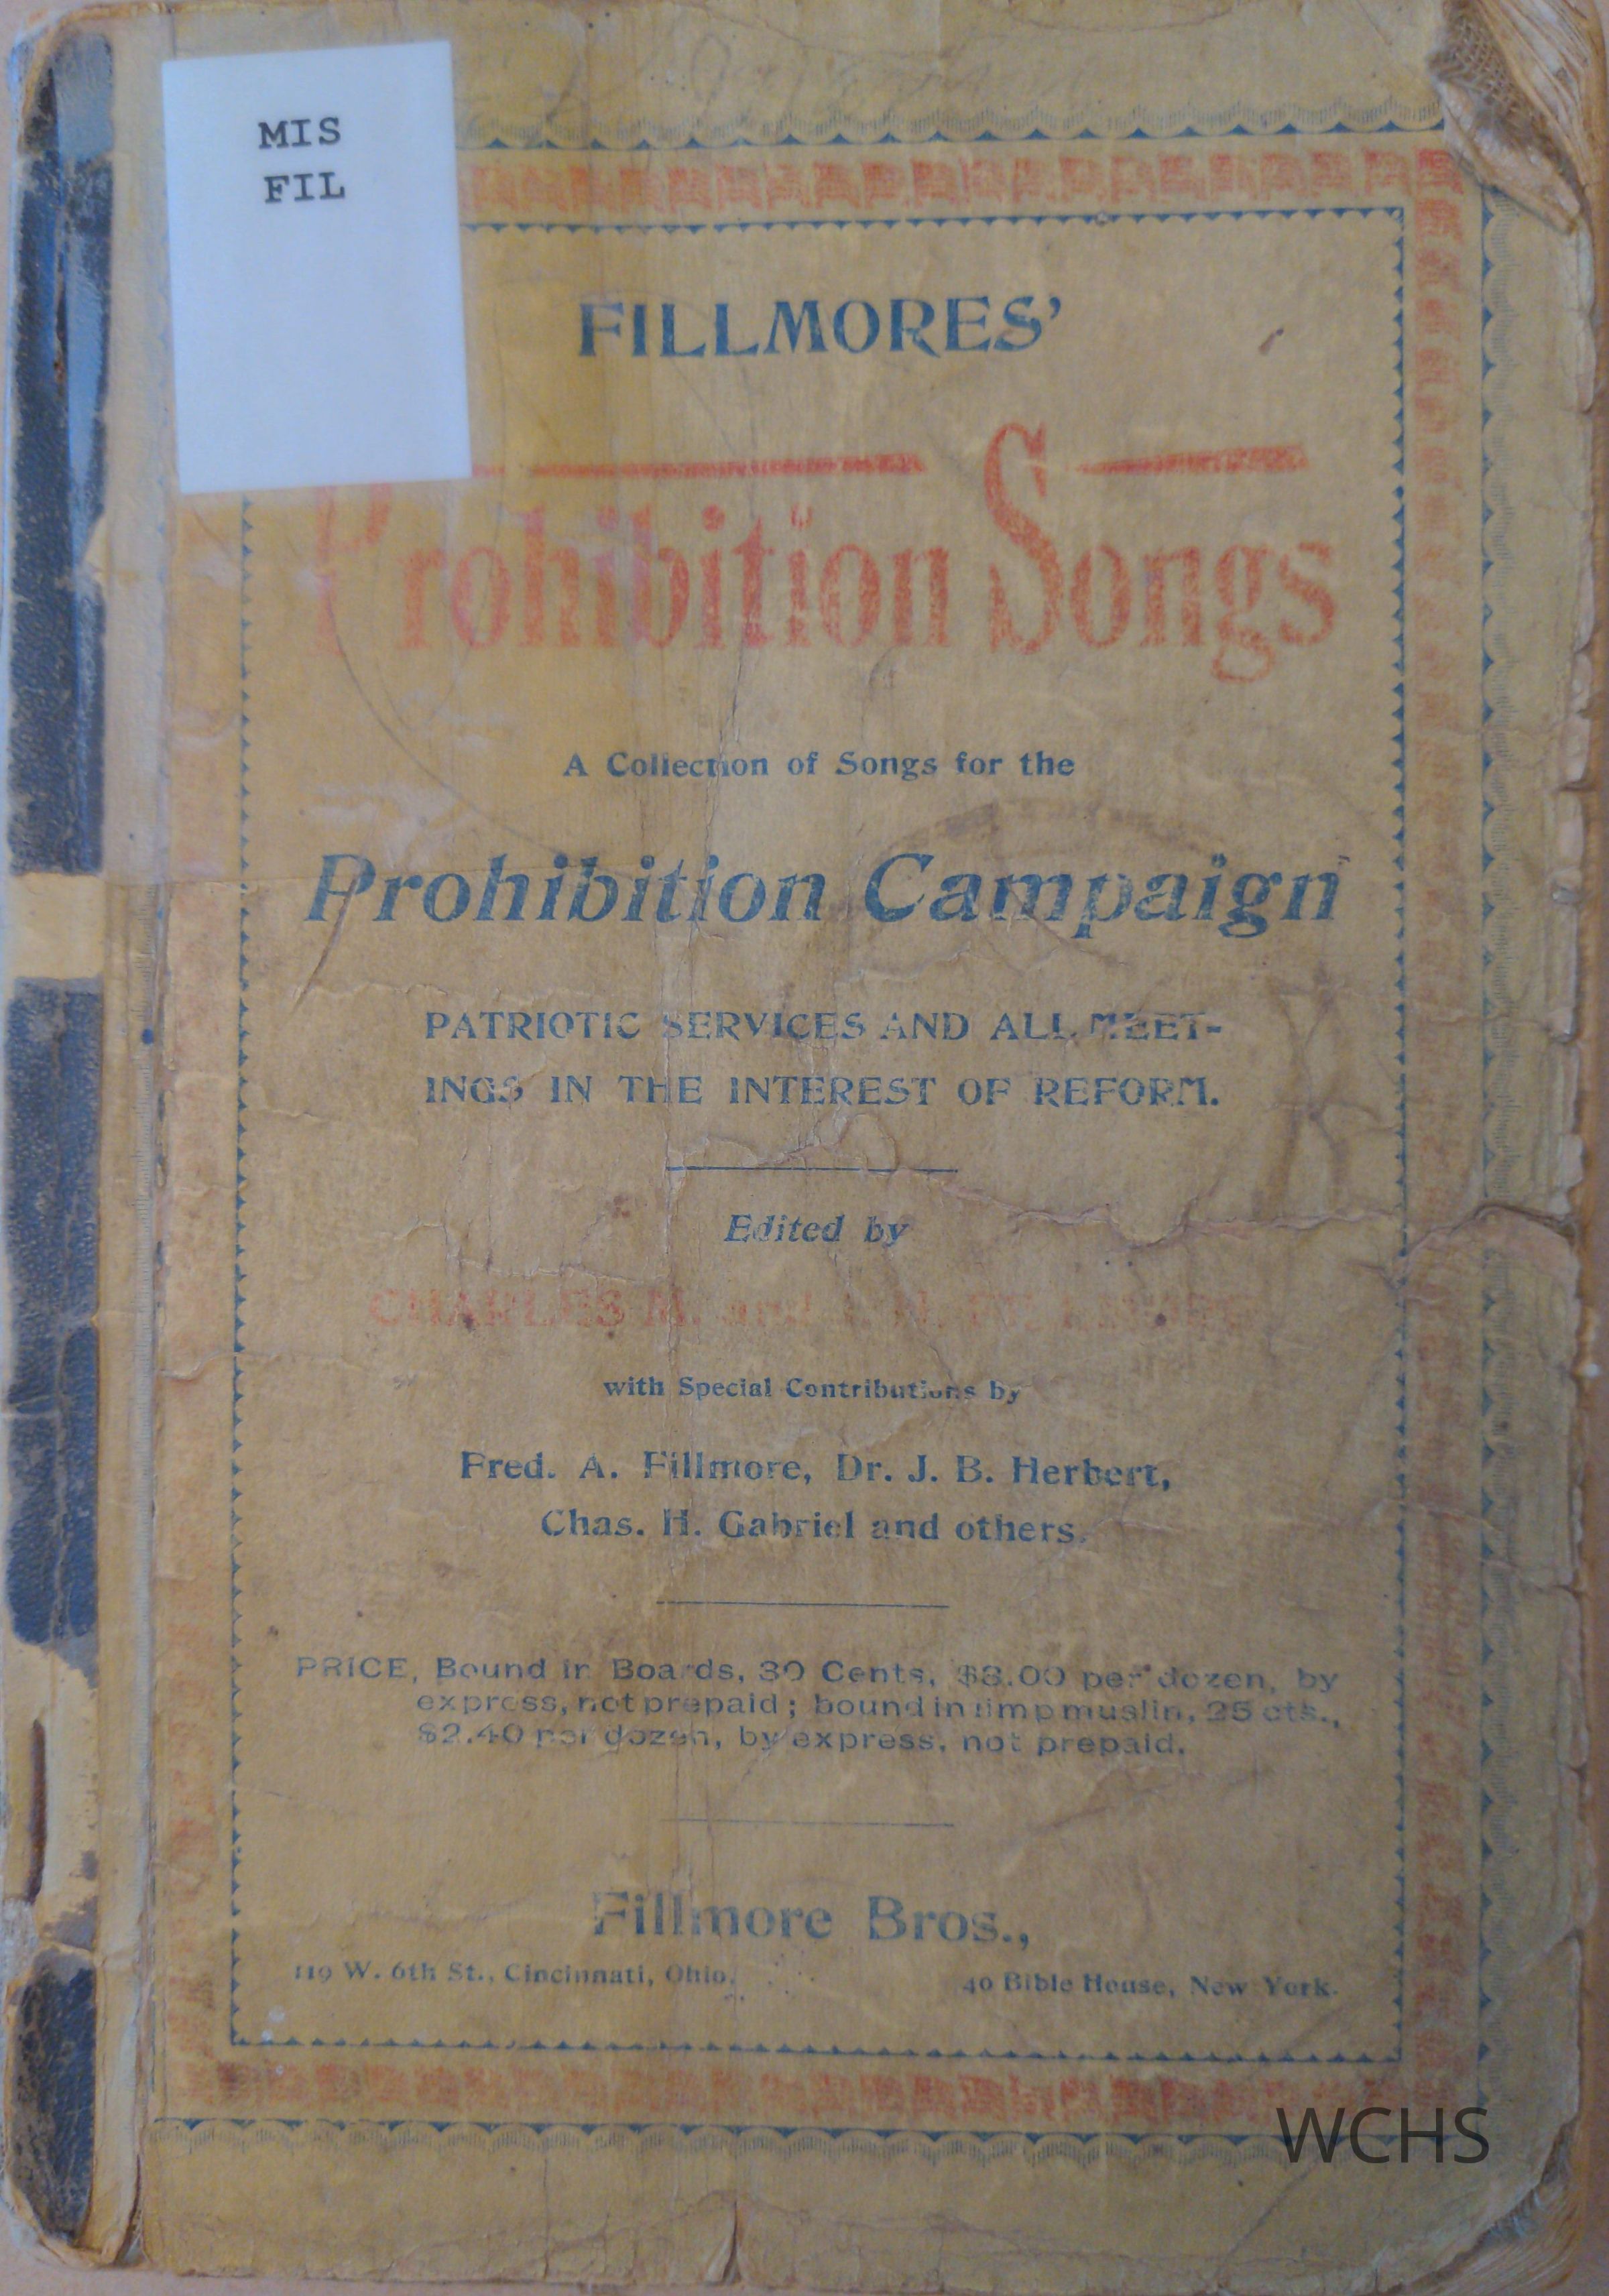 MIS
FIL
FILLMORES'
Prohibition Songs
A Collection of Songs for the
Prohibition Campaign
PATRIOTIC SERVICES AND ALL MEET-
INGS IN THE INTEREST OF REFORM.
Edited by
CHARLES M. and
with Special Contributions by
Fred. A. Fillmore, Dr. J. B. Herbert,
Chas. H. Gabriel and others.
PRICE, Bound in Boards, 30 Cents, per dozen, by
express, not prepaid; bound in limp muslin, 25 cts.,
$2.40 per dozen, by express, not prepaid.
Fillmore Bros.,
119 W. 6th St., Cincinnati, Ohio. 40 Bible House, New York.
WCHS